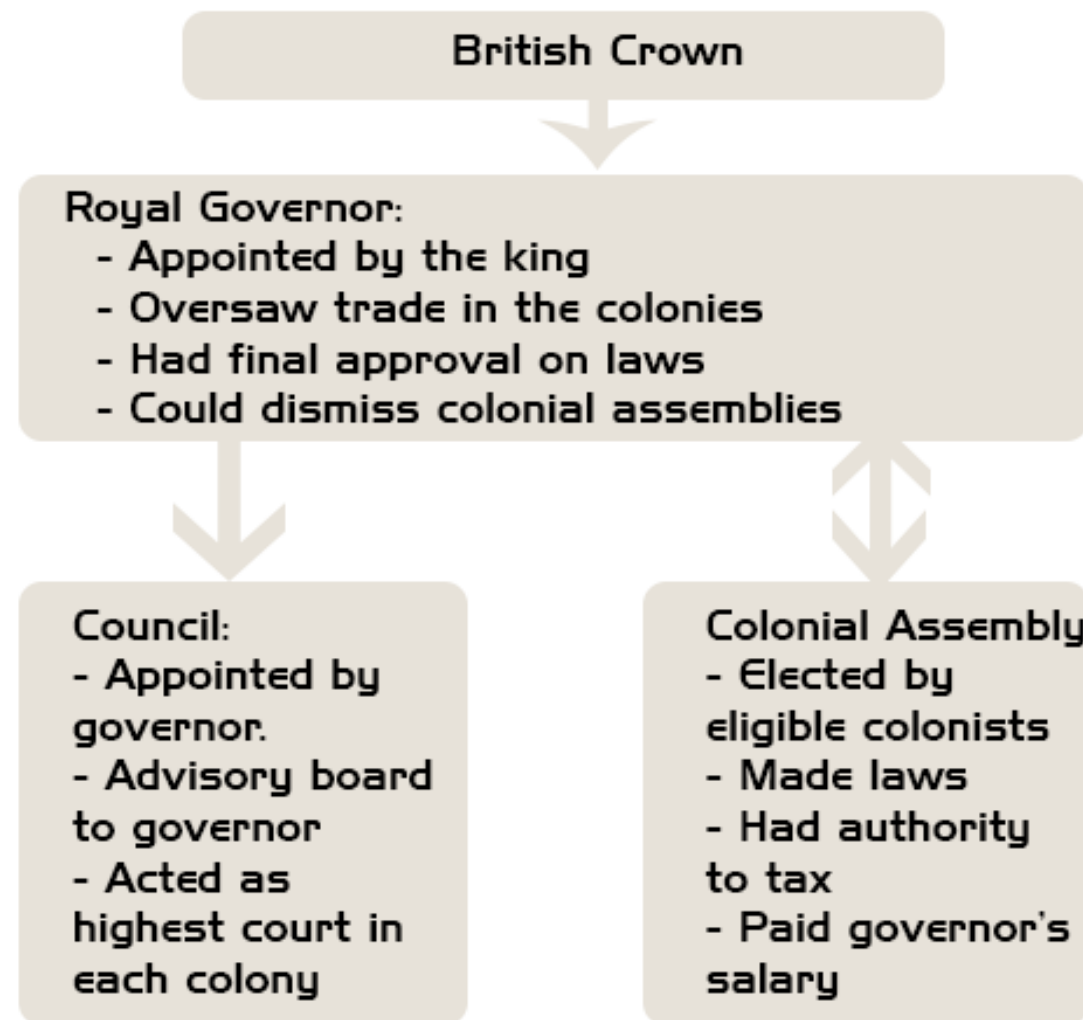 British Crown
Royal Governor:
- Appointed by the king
- Oversaw trade in the colonies
- Had final approval on laws
- Could dismiss colonial assemblies
Council:
- Appointed by
governor.
- Advisory board
to governor
- Acted as
highest court in
each colony
Colonial Assembly
- Elected by
eligible colonists
- Made laws
- Had authority
to tax
- Paid governor's
salary